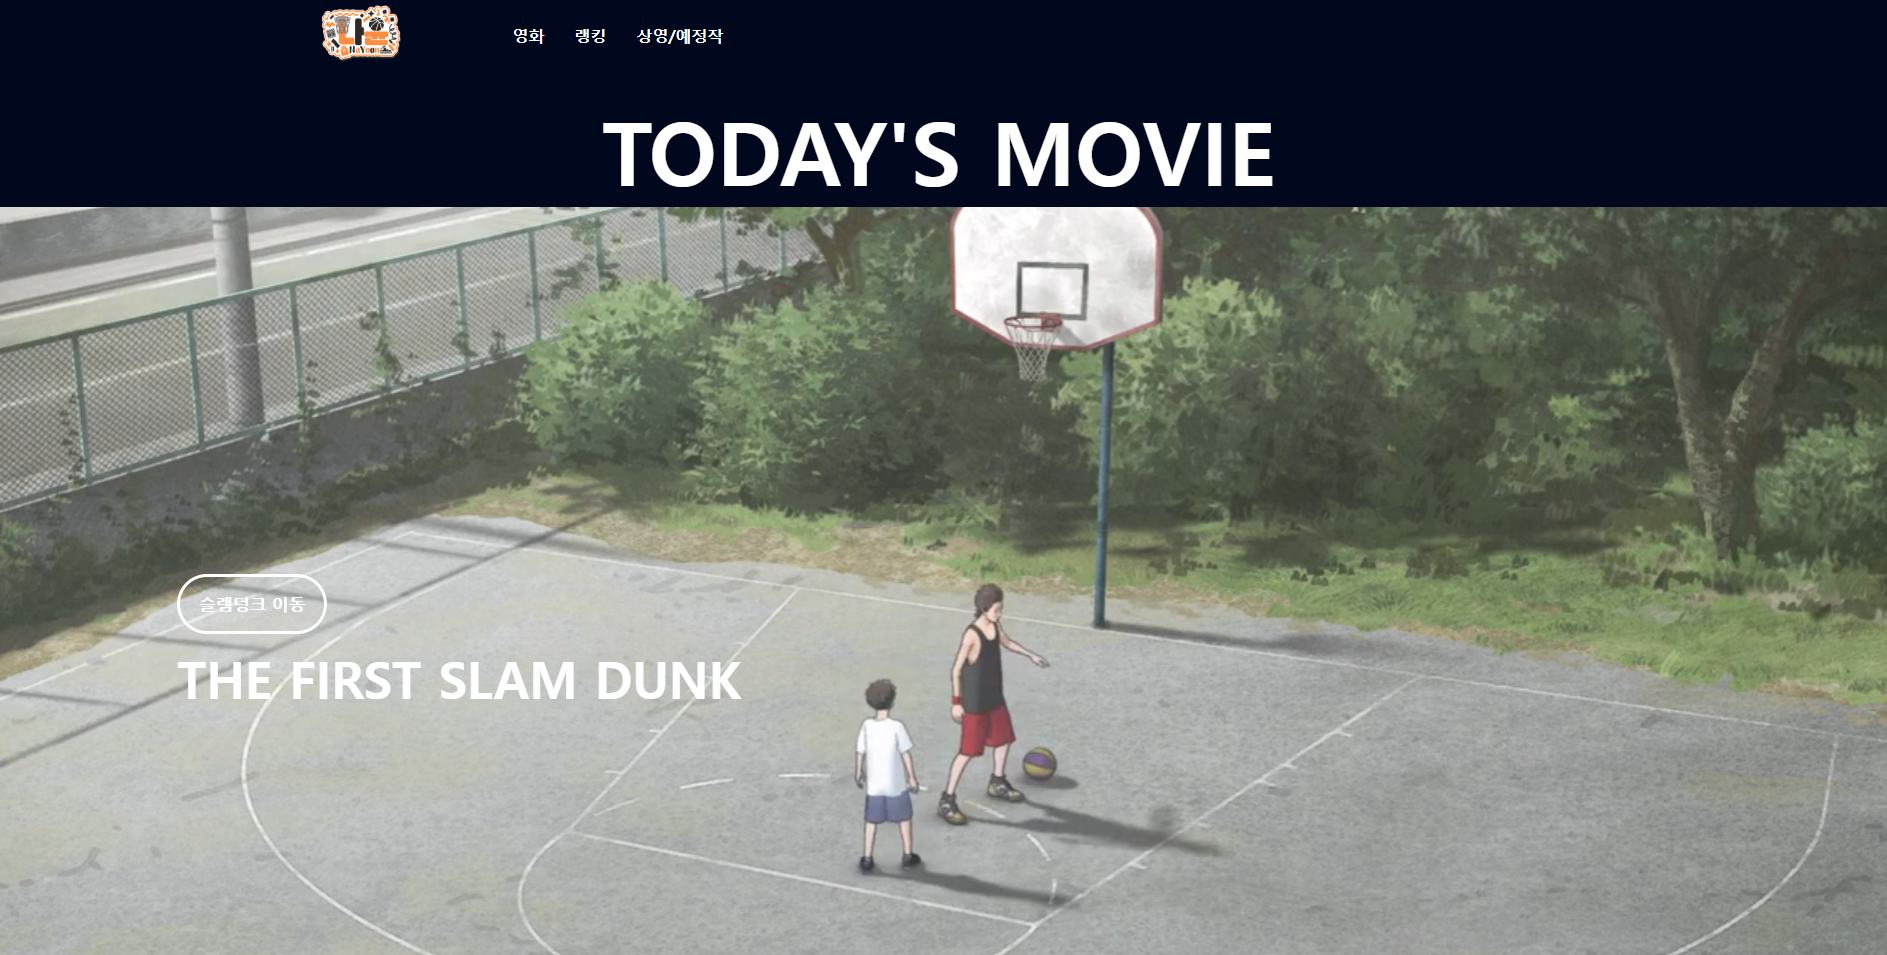 나윤
NaYoon
영화 랭킹 상영/예정작
TODAY'S MOVIE
슬램덩크 이동
THE FIRST SLAM DUNK